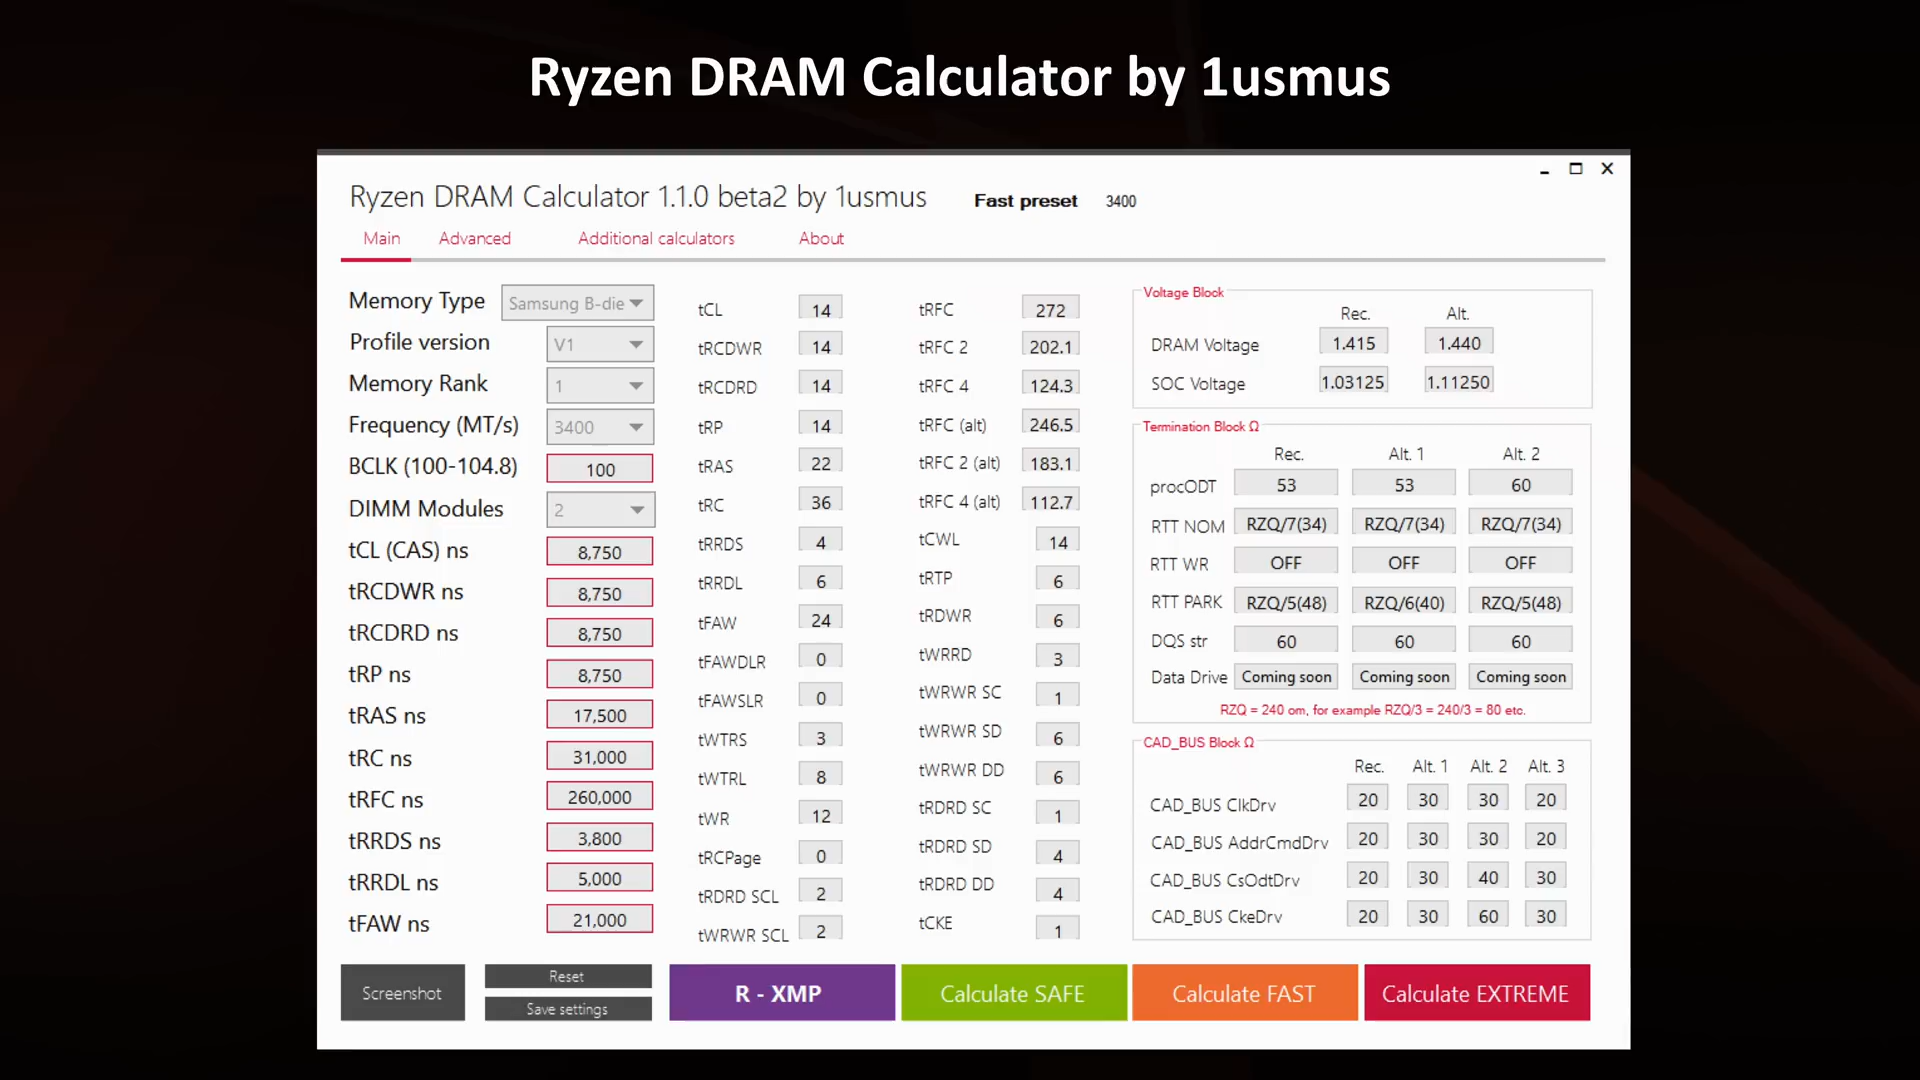 Ryzen DRAM Calculator by 1usmus
Ryzen DRAM Calculator 1.1.0 beta2 by 1usmus Fast preset 3400
Main Advanced Additional calculators About
Memory Type Samsung B-die
Profile version V1
Memory Rank 1
Frequency (MT/s) 3400
BCLK (100-104.8) 100
DIMM Modules 2
tCL (CAS) ns 8,750
tRCDWR ns 8,750
tRCDRD ns 8,750
tRP ns 8,750
tRAS ns 17,500
tRC ns 31,000
tRFC ns 260,000
tRRDS ns 3,800
tRRDL ns 5,000
tFAW ns 21,000
tCL 14
tRCDWR 14
tRCDRD 14
tRP 14
tRAS 22
tRC 36
tRRDS 4
tRRDL 6
tFAW 24
tFAWDLR 0
tFAWSLR 0
tWTRS 3
tWTRL 8
tWR 12
tRCPage 0
tRDRD SCL 2
tWRWR SCL 2
tRFC 272
tRFC 2 202.1
tRFC 4 124.3
tRFC (alt) 246.5
tRFC 2 (alt) 183.1
tRFC 4 (alt) 112.7
tCWL 14
tRTP 6
tRDWR 6
tWRRD 3
tWRWR SC 1
tWRWR SD 6
tWRWR DD 6
tRDRD SC 1
tRDRD SD 4
tRDRD DD 4
tCKE 1
Voltage Block
Rec. Alt.
DRAM Voltage 1.415 1.440
SOC Voltage 1.03125 1.11250
Termination Block Ω
Rec. Alt. 1 Alt. 2
procODT 53 53 60
RTT NOM RZQ/7(34) RZQ/7(34) RZQ/7(34)
RTT WR OFF OFF OFF
RTT PARK RZQ/5(48) RZQ/6(40) RZQ/5(48)
DQS str 60 60 60
Data Drive Coming soon Coming soon Coming soon
RZQ = 240 om, for example RZQ/3 = 240/3 = 80 etc.
CAD_BUS Block Ω
Rec. Alt. 1 Alt. 2 Alt. 3
CAD_BUS ClkDrv 20 30 30 20
CAD_BUS AddrCmdDrv 20 30 30 20
CAD_BUS CsOdtDrv 20 30 40 30
CAD_BUS CkeDrv 20 30 60 30
Screenshot
Reset
Save settings
R - XMP
Calculate SAFE
Calculate FAST
Calculate EXTREME